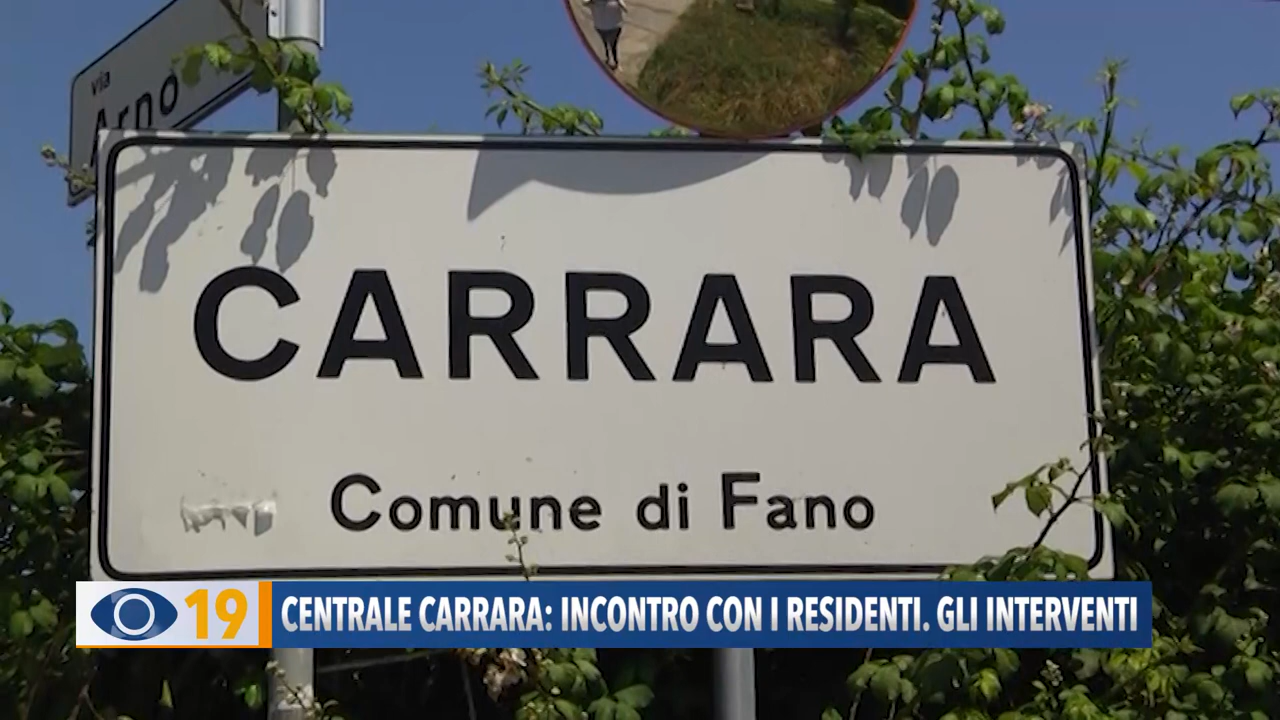 via
Arno
CARRARA
Comune di Fano
19 CENTRALE CARRARA: INCONTRO CON I RESIDENTI. GLI INTERVENTI